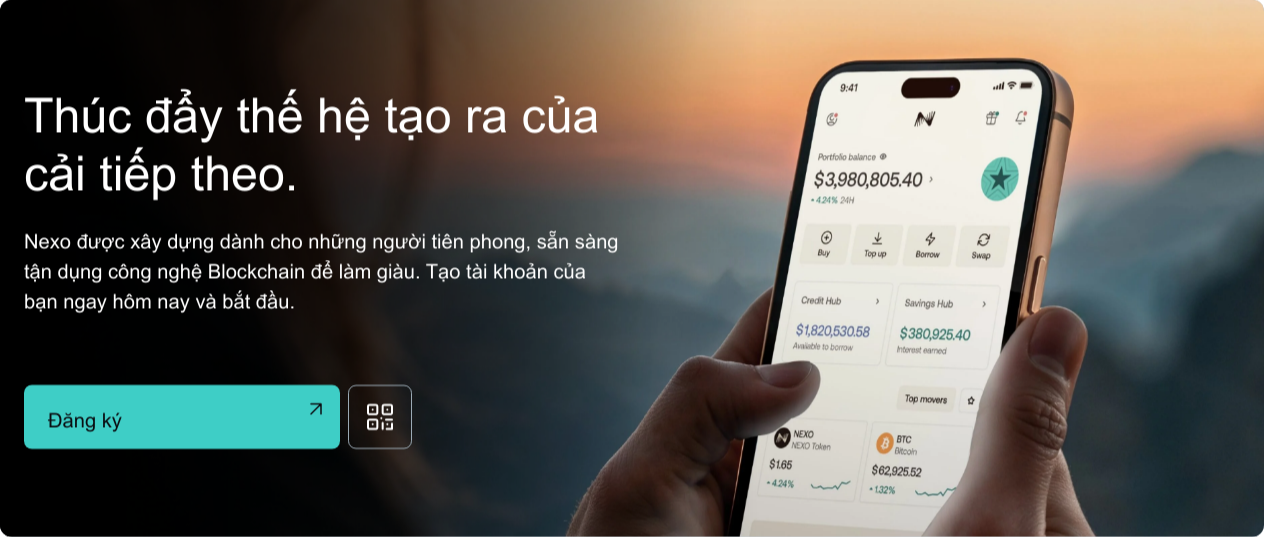 Thúc đẩy thế hệ tạo ra của
cải tiếp theo.
Nexo được xây dựng dành cho những người tiên phong, sẵn sàng
tận dụng công nghệ Blockchain để làm giàu. Tạo tài khoản của
bạn ngay hôm nay và bắt đầu.
Đăng ký
9:41
Portfolio balance
$3,980,805.40
4.24% 24H
Buy Top up Borrow Swap
Credit Hub Savings Hub
$1,820,530.58 $380,925.40
Available to borrow Interest earned
Top movers
NEXO BTC
NEXO Token Bitcoin
$1.65 $62,925.52
4.24% 1.32%